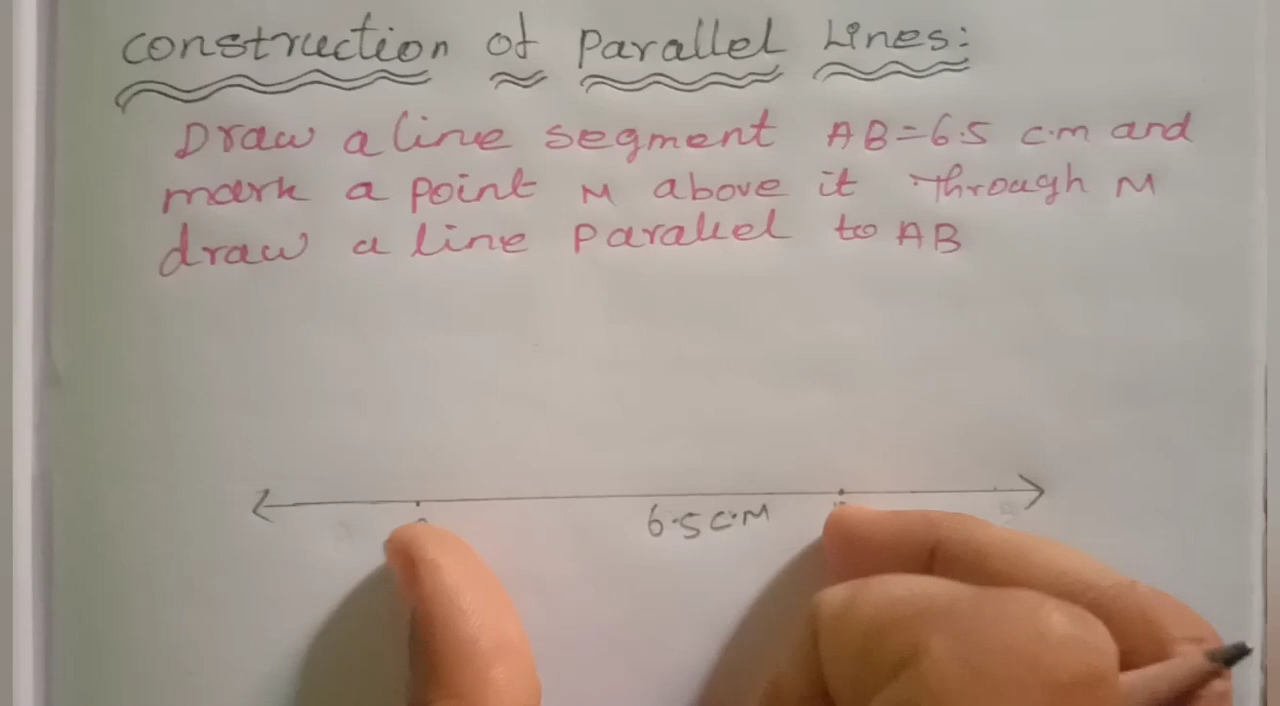 Construction of Parallel Lines:
Draw a line segment AB=6.5 c.m and
mark a point M above it through M
draw a line Parallel to AB
6.5 C.M